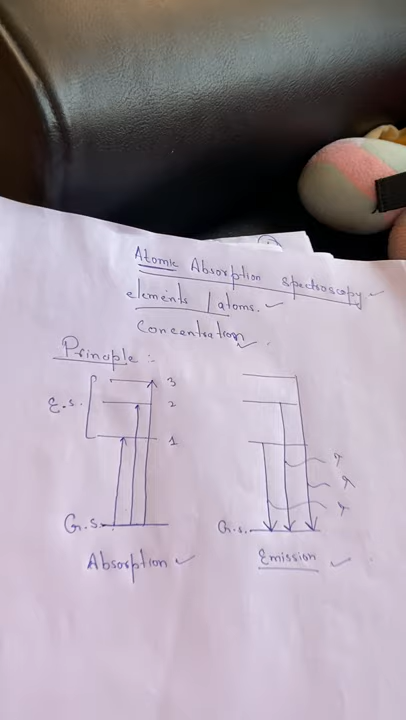 Atomic Absorption spectroscopy
elements / atoms.
Concentration
Principle :-
3
E.s.
2
1
G.s.
G.s.
Absorption
Emission